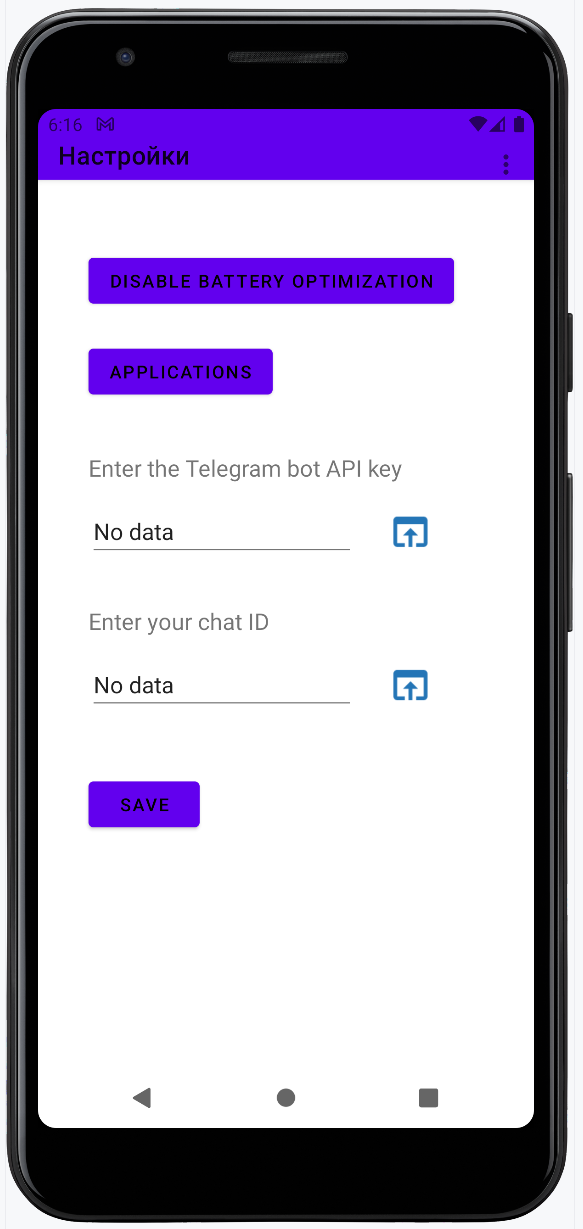 6:16
Настройки
DISABLE BATTERY OPTIMIZATION
APPLICATIONS
Enter the Telegram bot API key
No data
Enter your chat ID
No data
SAVE